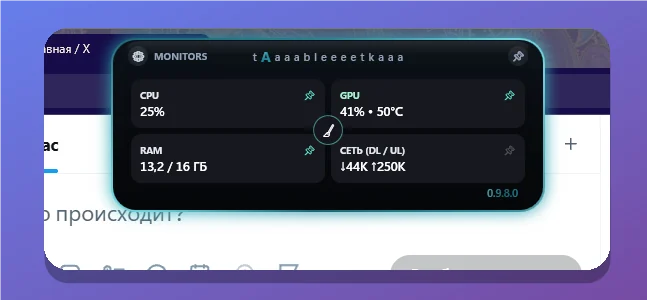 авная / X
MONITORS
tAaaableeeetkaaa
CPU
25%
GPU
41% • 50°C
RAM
13,2 / 16 ГБ
СЕТЬ (DL / UL)
↓44K ↑250K
0.9.8.0
ас
о происходит?